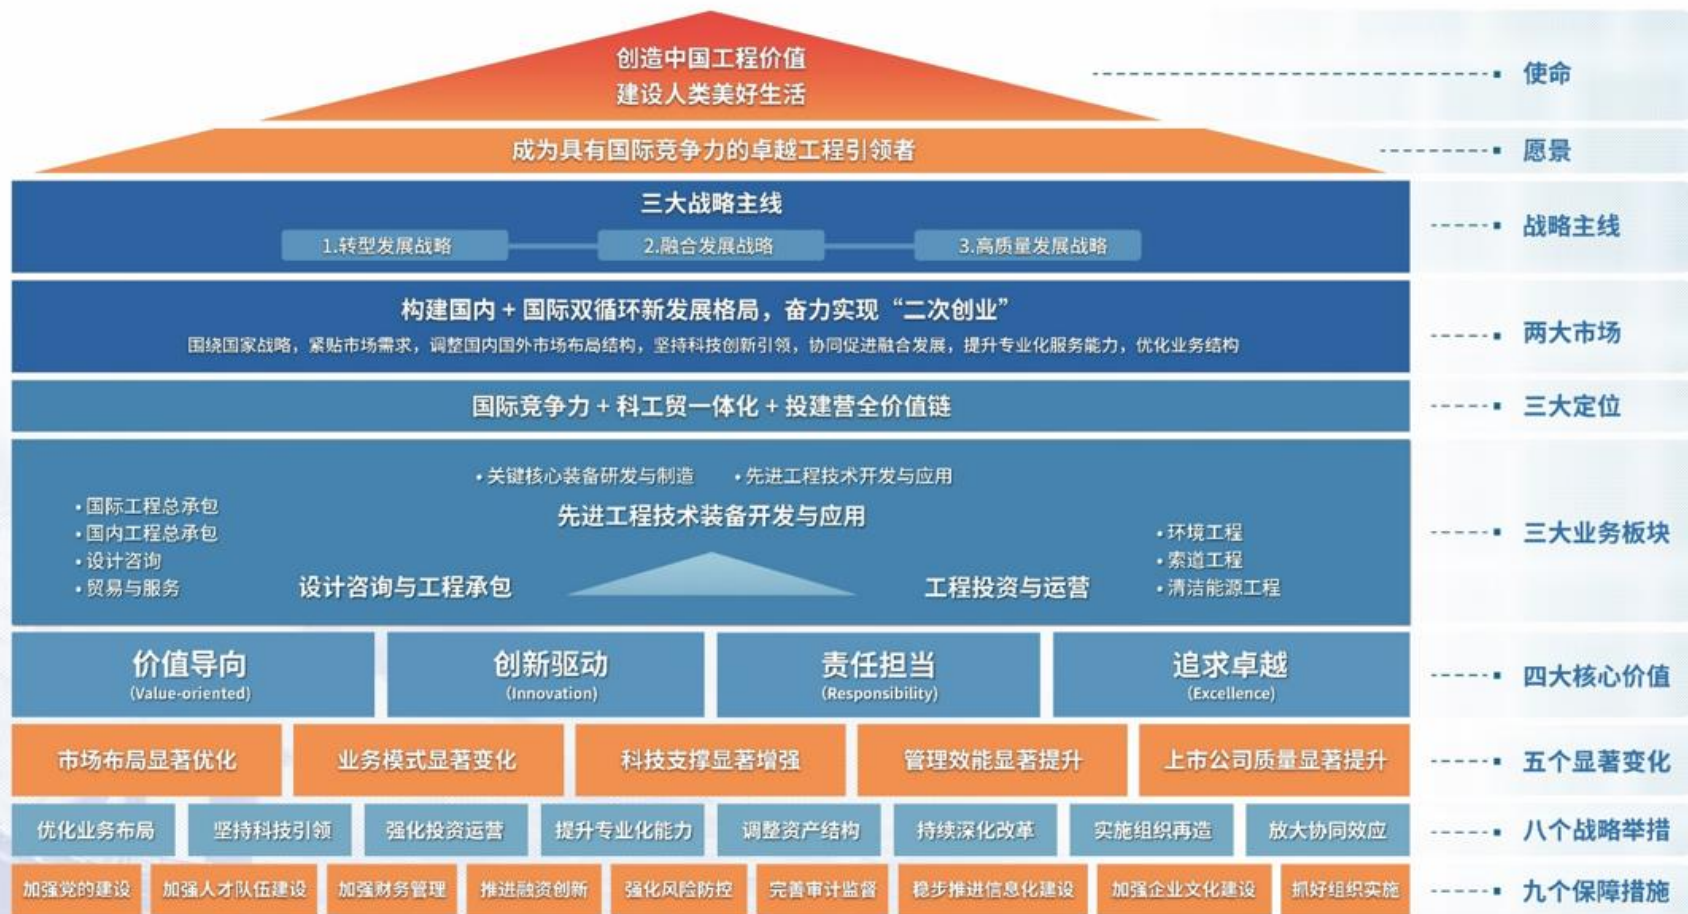 创造中国工程价值
建设人类美好生活
使命
成为具有国际竞争力的卓越工程引领者
愿景
三大战略主线
1.转型发展战略
2.融合发展战略
3.高质量发展战略
战略主线
构建国内+国际双循环新发展格局，奋力实现“二次创业”
围绕国家战略，紧贴市场需求，调整国内国外市场布局结构，坚持科技创新引领，协同促进融合发展，提升专业化服务能力，优化业务结构
两大市场
国际竞争力+科工贸一体化+投建营全价值链
三大定位
•关键核心装备研发与制造
•先进工程技术开发与应用
先进工程技术装备开发与应用
•国际工程总承包
•国内工程总承包
•设计咨询
•贸易与服务
设计咨询与工程承包
工程投资与运营
•环境工程
•索道工程
•清洁能源工程
三大业务板块
价值导向
(Value-oriented)
创新驱动
(Innovation)
责任担当
(Responsibility)
追求卓越
(Excellence)
四大核心价值
市场布局显著优化
业务模式显著变化
科技支撑显著增强
管理效能显著提升
上市公司质量显著提升
五个显著变化
优化业务布局
坚持科技引领
强化投资运营
提升专业化能力
调整资产结构
持续深化改革
实施组织再造
放大协同效应
八个战略举措
加强党的建设
加强人才队伍建设
加强财务管理
推进融资创新
强化风险防控
完善审计监督
稳步推进信息化建设
加强企业文化建设
抓好组织实施
九个保障措施